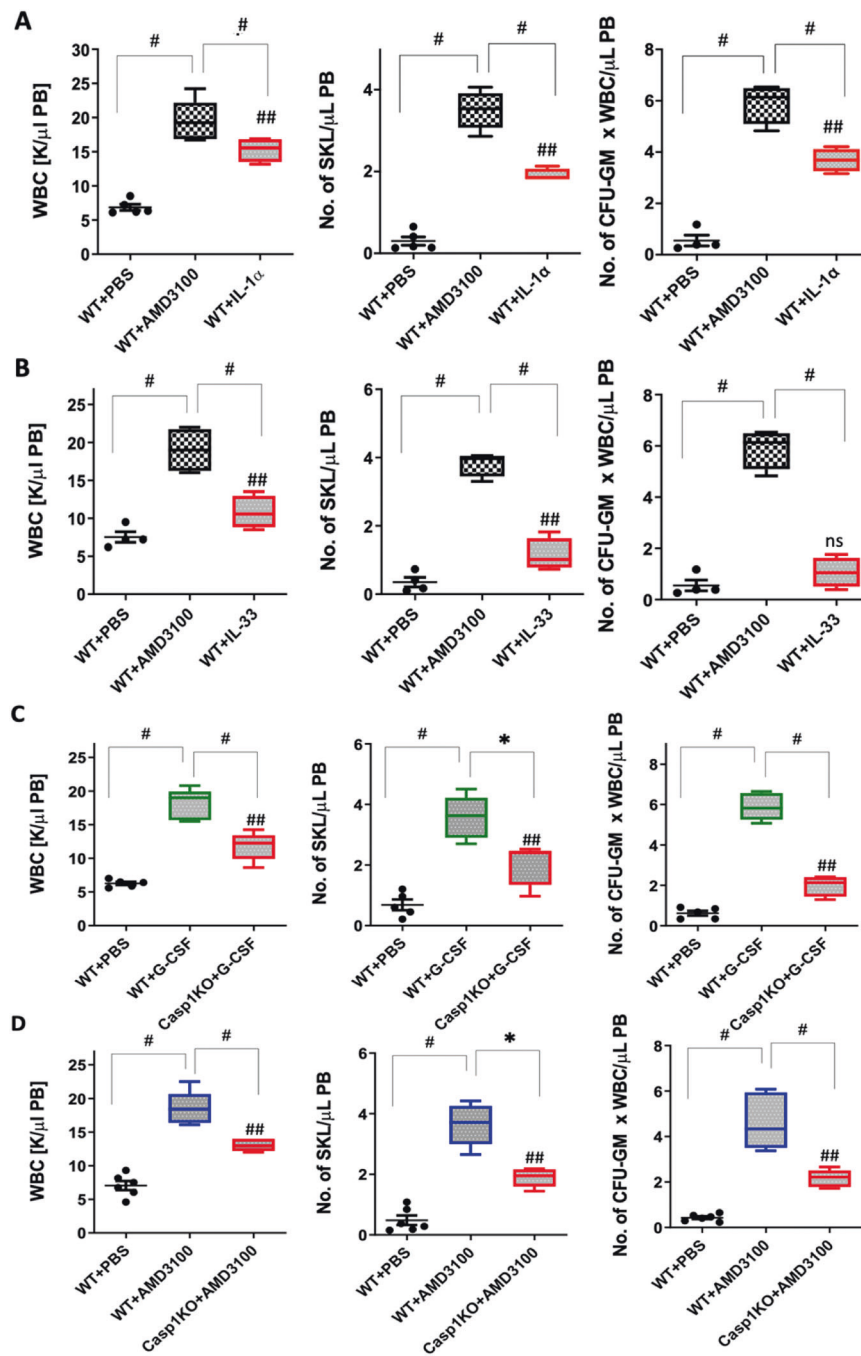 A
WBC [K/µl PB]
30
25
20
15
10
5
0
#
#
##
WT+PBS
WT+AMD3100
WT+IL-1α
No. of SKL/µL PB
4
2
0
#
#
##
WT+PBS
WT+AMD3100
WT+IL-1α
No. of CFU-GM x WBC/µL PB
8
6
4
2
0
#
#
##
WT+PBS
WT+AMD3100
WT+IL-1α
B
WBC [K/µl PB]
25
20
15
10
5
0
#
#
##
WT+PBS
WT+AMD3100
WT+IL-33
No. of SKL/µL PB
6
4
2
0
#
#
##
WT+PBS
WT+AMD3100
WT+IL-33
No. of CFU-GM x WBC/µL PB
8
6
4
2
0
#
#
ns
WT+PBS
WT+AMD3100
WT+IL-33
C
WBC [K/µl PB]
25
20
15
10
5
0
#
#
##
WT+PBS
WT+G-CSF
Casp1KO+G-CSF
No. of SKL/µL PB
6
4
2
0
#
*
##
WT+PBS
WT+G-CSF
Casp1KO+G-CSF
No. of CFU-GM x WBC/µL PB
8
6
4
2
0
#
#
##
WT+PBS
WT+G-CSF
Casp1KO+G-CSF
D
WBC [K/µl PB]
25
20
15
10
5
0
#
#
##
WT+PBS
WT+AMD3100
Casp1KO+AMD3100
No. of SKL/µL PB
6
4
2
0
#
*
##
WT+PBS
WT+AMD3100
Casp1KO+AMD3100
No. of CFU-GM x WBC/µL PB
8
6
4
2
0
#
#
##
WT+PBS
WT+AMD3100
Casp1KO+AMD3100